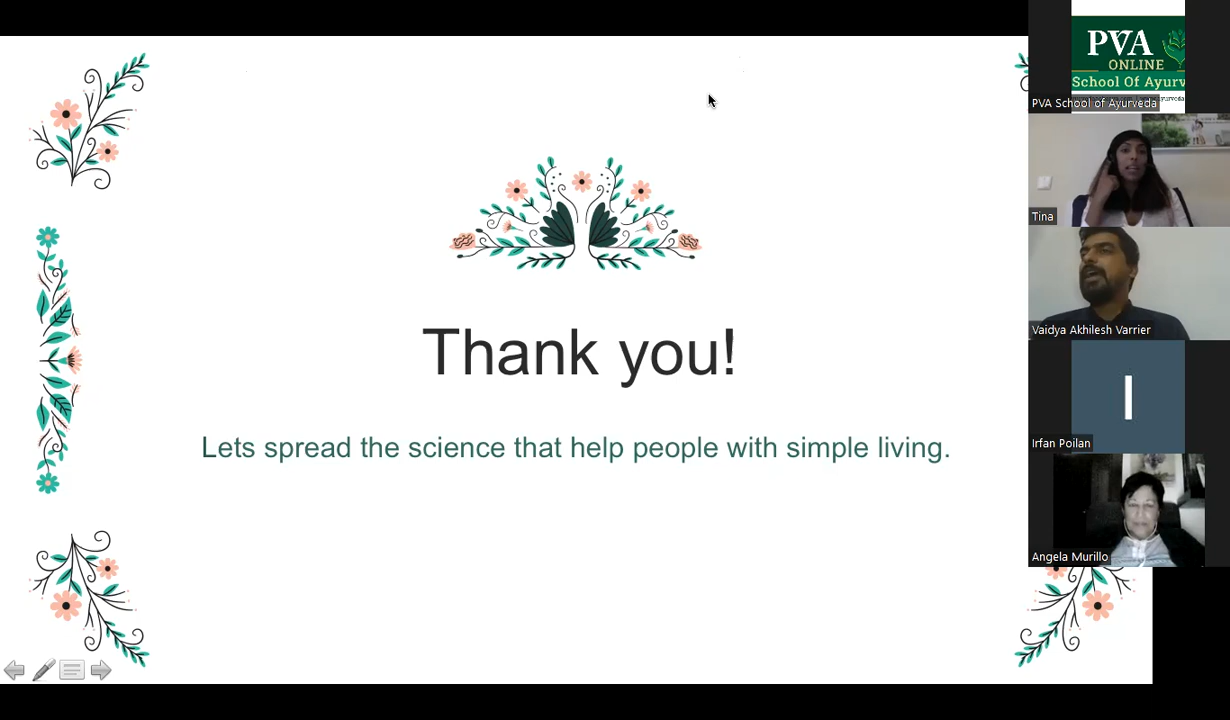 Thank you!
Lets spread the science that help people with simple living.
PVA
ONLINE
School Of Ayurv
PVA School of Ayurveda
Tina
Vaidya Akhilesh Varrier
I
Irfan Poilan
Angela Murillo